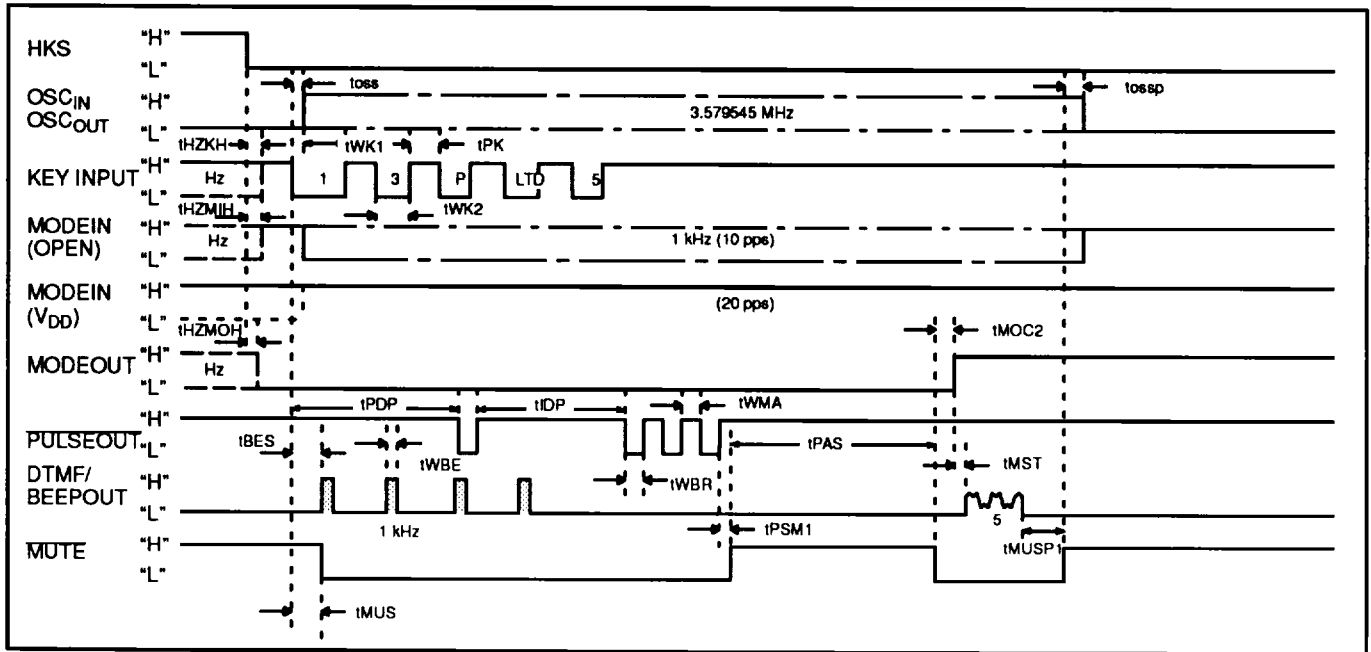 HKS "H"
"L"
toss
tossp
OSCIN "H"
OSCOUT
3.579545 MHz
"L"
tHZKH tWK1 tPK
KEY INPUT "H"
Hz 1 3 P LTD 5
"L"
tHZMIH tWK2
MODEIN "H"
(OPEN) Hz 1 kHz (10 pps)
"L"
MODEIN "H"
(VDD) (20 pps)
"L"
tHZMOH tMOC2
MODEOUT "H"
Hz
"L"
tPDP tIDP tWMA
"H"
PULSEOUT "L"
tBES tWBE tPAS tMST
DTMF/ "H"
BEEPOUT tWBR
"L"
1 kHz 5
tPSM1 tMUSP1
MUTE "H"
"L"
tMUS